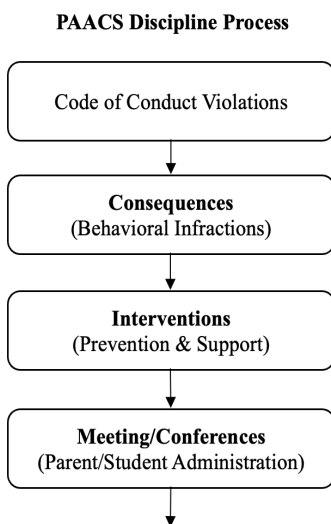 PAACS Discipline Process
Code of Conduct Violations
Consequences
(Behavioral Infractions)
Interventions
(Prevention & Support)
Meeting/Conferences
(Parent/Student Administration)